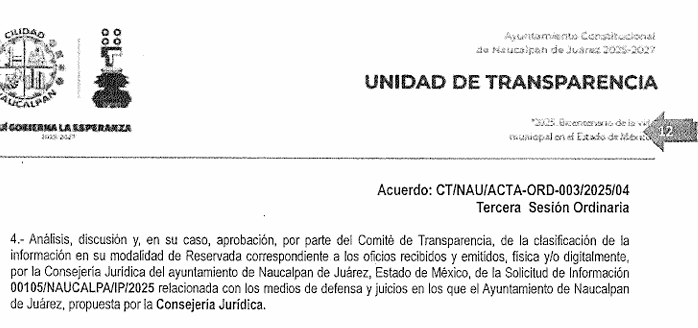 CIUDAD
NAUCALPAN
Ayuntamiento Constitucional
de Naucalpan de Juárez 2025-2027
UNIDAD DE TRANSPARENCIA
GOBIERNA LA ESPERANZA
2025-2027
"2025. Bicentenario de la vida
municipal en el Estado de México
12
Acuerdo: CT/NAU/ACTA-ORD-003/2025/04
Tercera Sesión Ordinaria
4.- Análisis, discusión y, en su caso, aprobación, por parte del Comité de Transparencia, de la clasificación de la
información en su modalidad de Reservada correspondiente a los oficios recibidos y emitidos, física y/o digitalmente,
por la Consejería Jurídica del ayuntamiento de Naucalpan de Juárez, Estado de México, de la Solicitud de Información
00105/NAUCALPA/IP/2025 relacionada con los medios de defensa y juicios en los que el Ayuntamiento de Naucalpan
de Juárez, propuesta por la Consejería Jurídica.